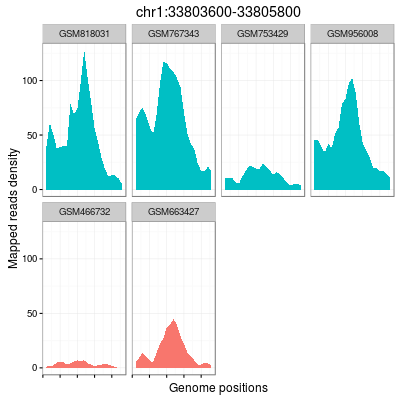 chr1:33803600-33805800
GSM818031 GSM767343 GSM753429 GSM956008
100
50
0
GSM466732 GSM663427
100
50
0
Mapped reads density
Genome positions